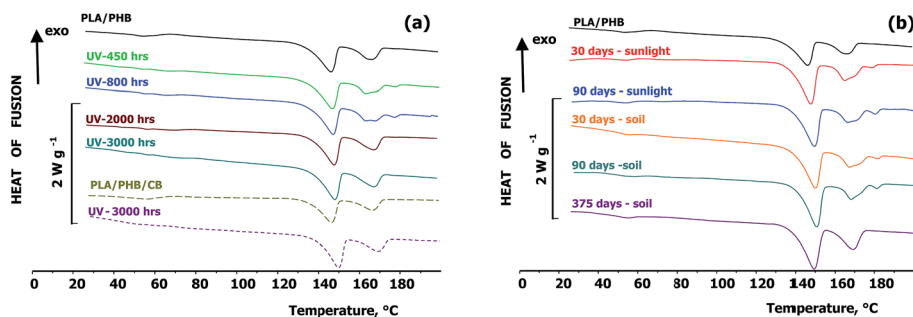 PLA/PHB
(a)
exo
UV-450 hrs
UV-800 hrs
UV-2000 hrs
UV-3000 hrs
PLA/PHB/CB
UV-3000 hrs
HEAT OF FUSION
2 W g -1
0 20 40 60 80 100 120 140 160 180 200
Temperature, °C
PLA/PHB
(b)
exo
30 days - sunlight
90 days - sunlight
30 days - soil
90 days -soil
375 days - soil
HEAT OF FUSION
2 W g -1
0 20 40 60 80 100 120 140 160 180 200
Temperature, °C